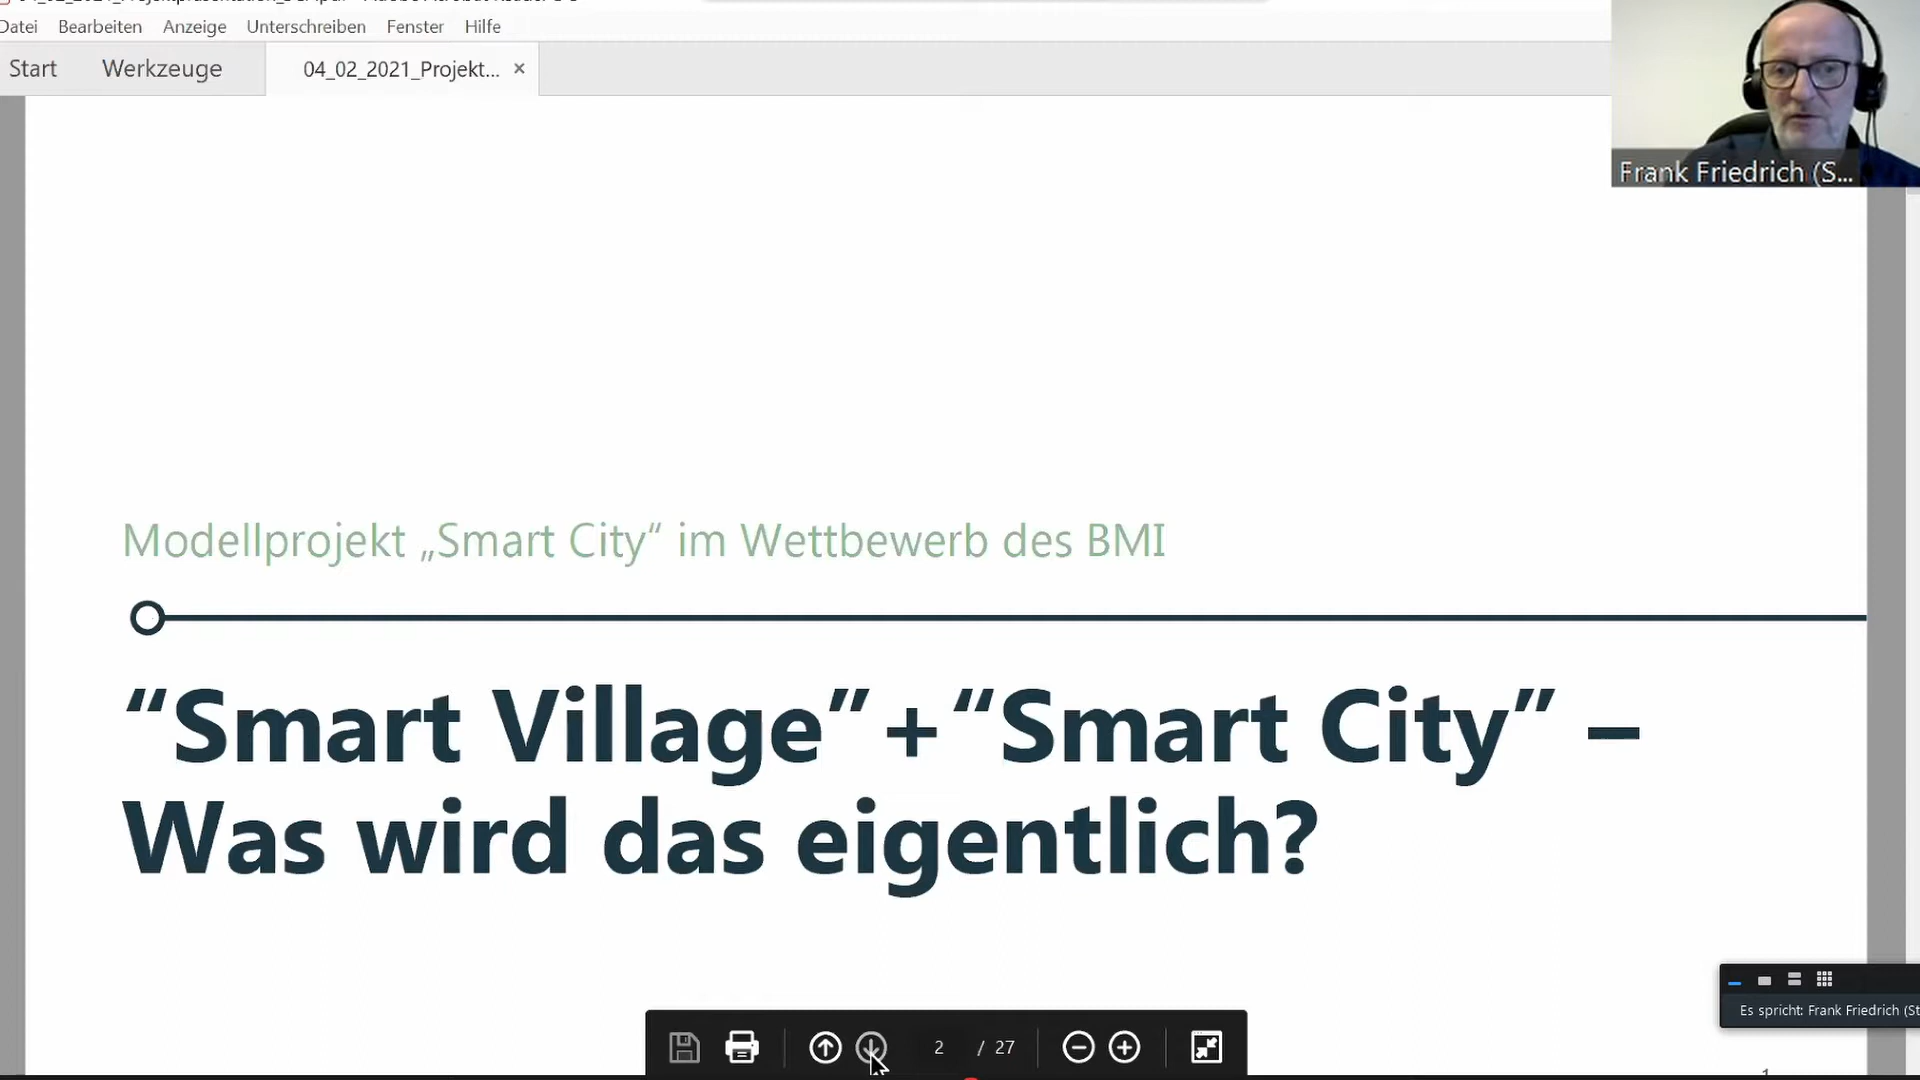 Datei Bearbeiten Anzeige Unterschreiben Fenster Hilfe
Start Werkzeuge 04_02_2021_Projekt... ×
Frank Friedrich (S...
Modellprojekt „Smart City“ im Wettbewerb des BMI
“Smart Village”+“Smart City” –
Was wird das eigentlich?
Es spricht: Frank Friedrich (St
2 / 27